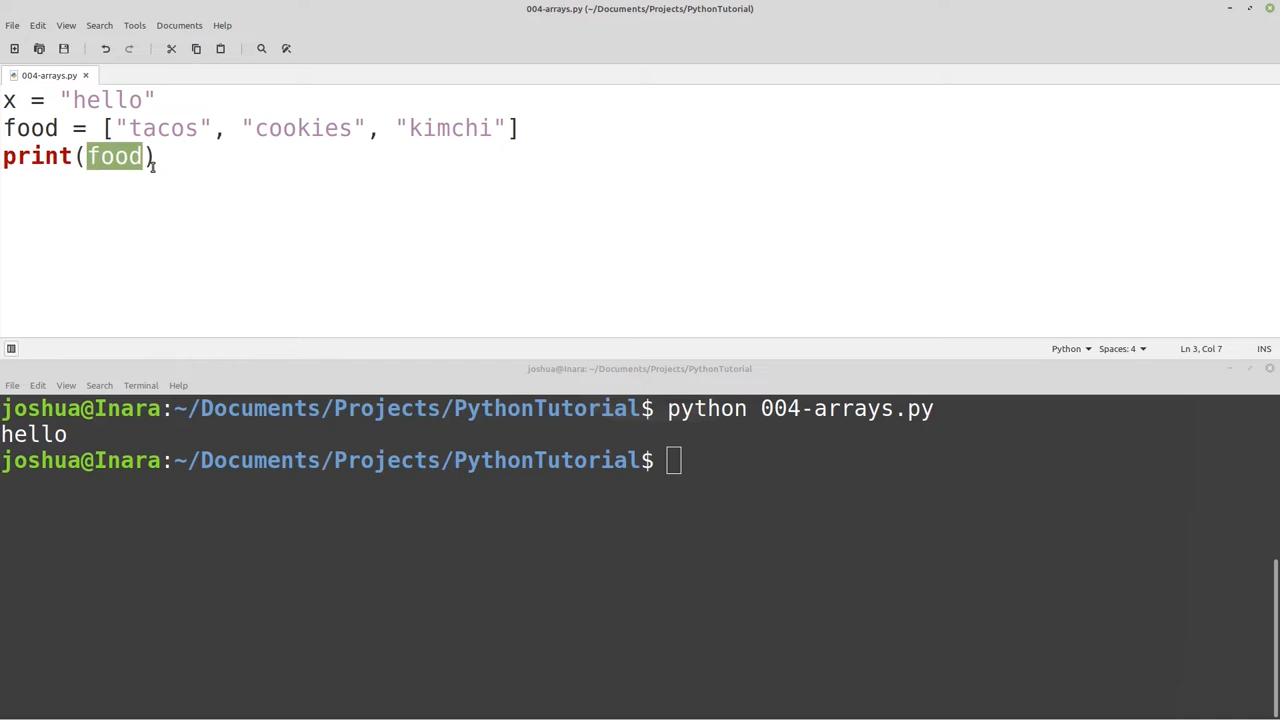 004-arrays.py (~/Documents/Projects/PythonTutorial)
File Edit View Search Tools Documents Help
004-arrays.py ×
x = "hello"
food = ["tacos", "cookies", "kimchi"]
print(food)
Python Spaces: 4 Ln 3, Col 7 INS
joshua@Inara: ~/Documents/Projects/PythonTutorial
File Edit View Search Terminal Help
joshua@Inara:~/Documents/Projects/PythonTutorial$ python 004-arrays.py
hello
joshua@Inara:~/Documents/Projects/PythonTutorial$